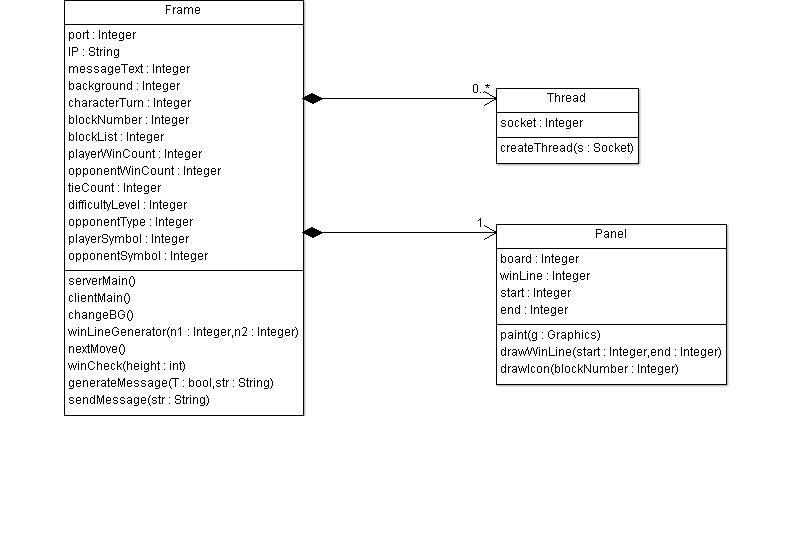 Frame
port : Integer
IP : String
messageText : Integer
background : Integer
characterTurn : Integer
blockNumber : Integer
blockList : Integer
playerWinCount : Integer
opponentWinCount : Integer
tieCount : Integer
difficultyLevel : Integer
opponentType : Integer
playerSymbol : Integer
opponentSymbol : Integer
serverMain()
clientMain()
changeBG()
winLineGenerator(n1 : Integer,n2 : Integer)
nextMove()
winCheck(height : int)
generateMessage(T : bool,str : String)
sendMessage(str : String)
0..*
Thread
socket : Integer
createThread(s : Socket)
1
Panel
board : Integer
winLine : Integer
start : Integer
end : Integer
paint(g : Graphics)
drawWinLine(start : Integer,end : Integer)
drawIcon(blockNumber : Integer)